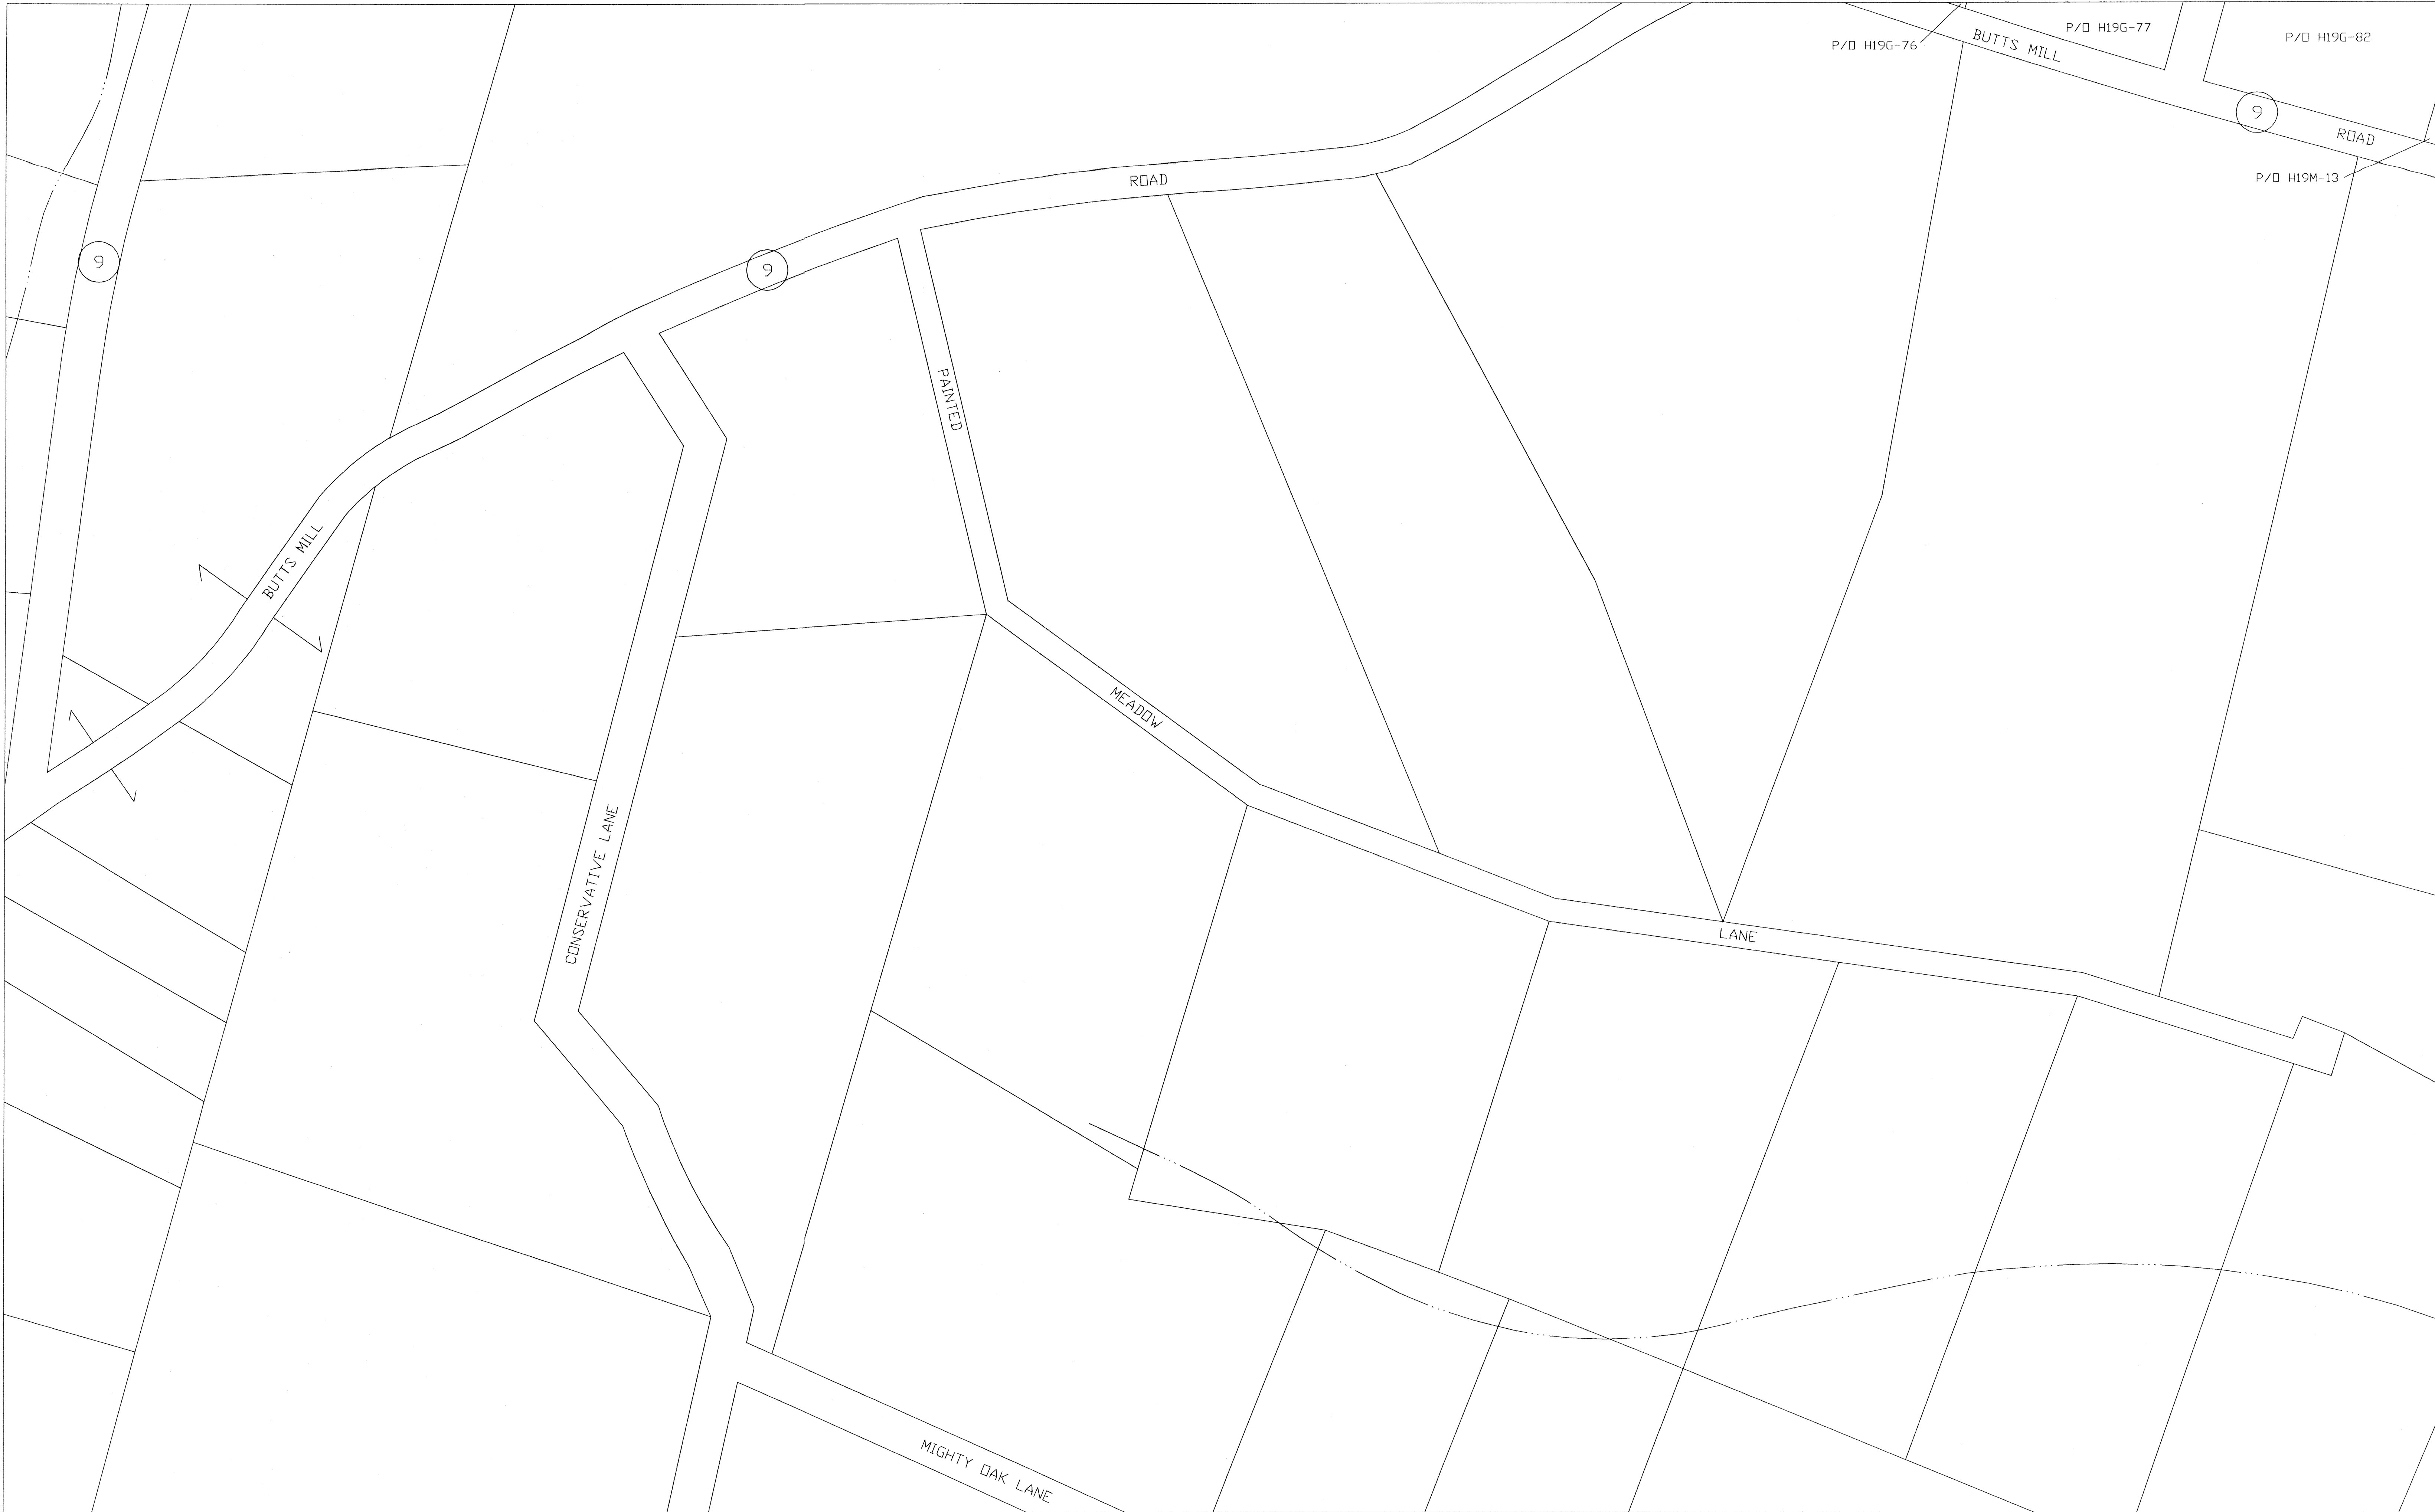 P/O H19G-76
BUTTS MILL
P/O H19G-77
P/O H19G-82
9
ROAD
P/O H19M-13
ROAD
9
9
PAINTED
BUTTS MILL
MEADOW
CONSERVATIVE LANE
LANE
MIGHTY OAK LANE